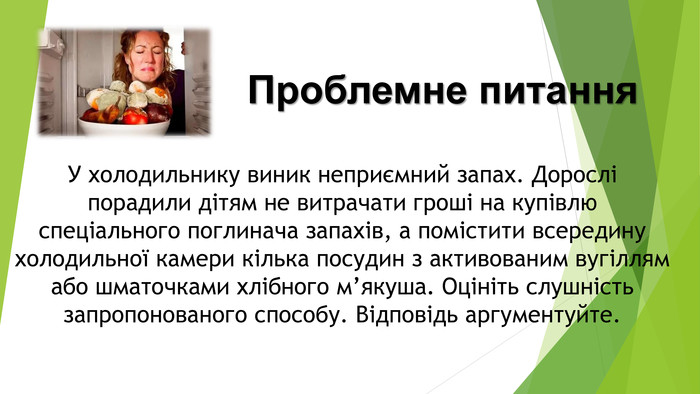 Проблемне питання
У холодильнику виник неприємний запах. Дорослі
порадили дітям не витрачати гроші на купівлю
спеціального поглинача запахів, а помістити всередину
холодильної камери кілька посудин з активованим вугіллям
або шматочками хлібного м’якуша. Оцініть слушність
запропонованого способу. Відповідь аргументуйте.